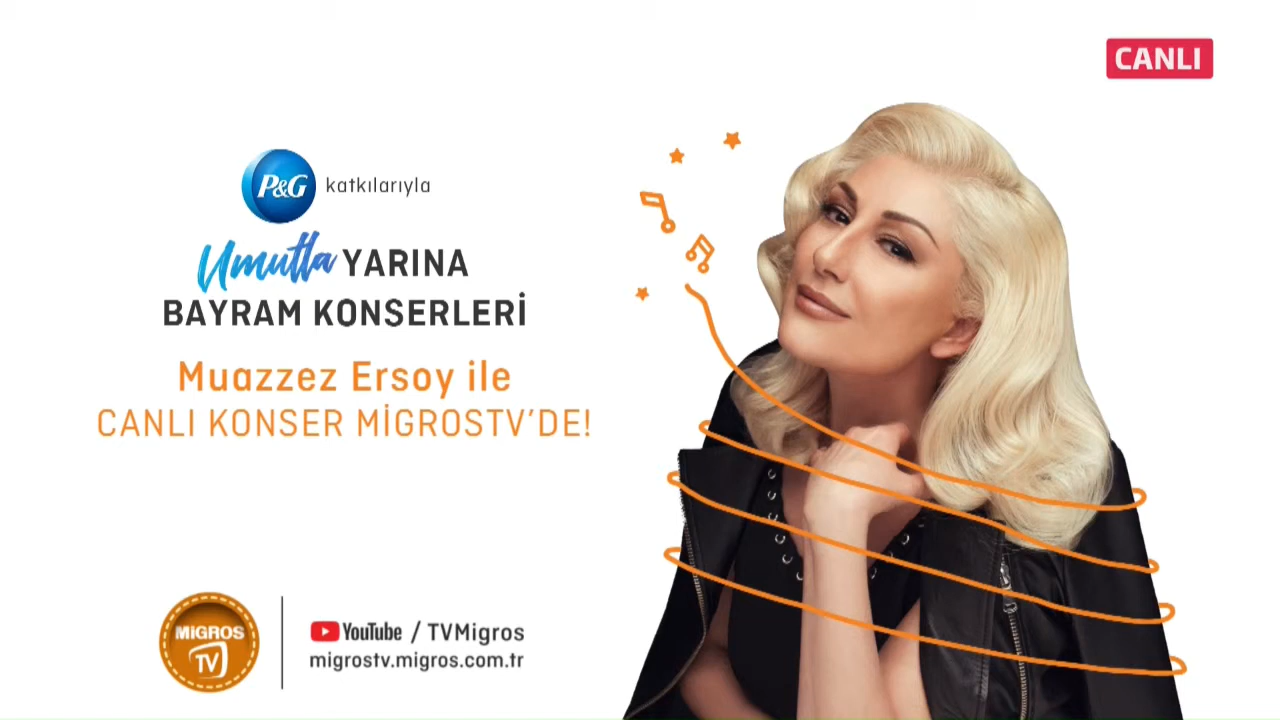 CANLI
P&G katkılarıyla
Umutla YARINA
BAYRAM KONSERLERİ
Muazzez Ersoy ile
CANLI KONSER MİGROSTV'DE!
MIGROS
TV
YouTube / TVMigros
migrostv.migros.com.tr